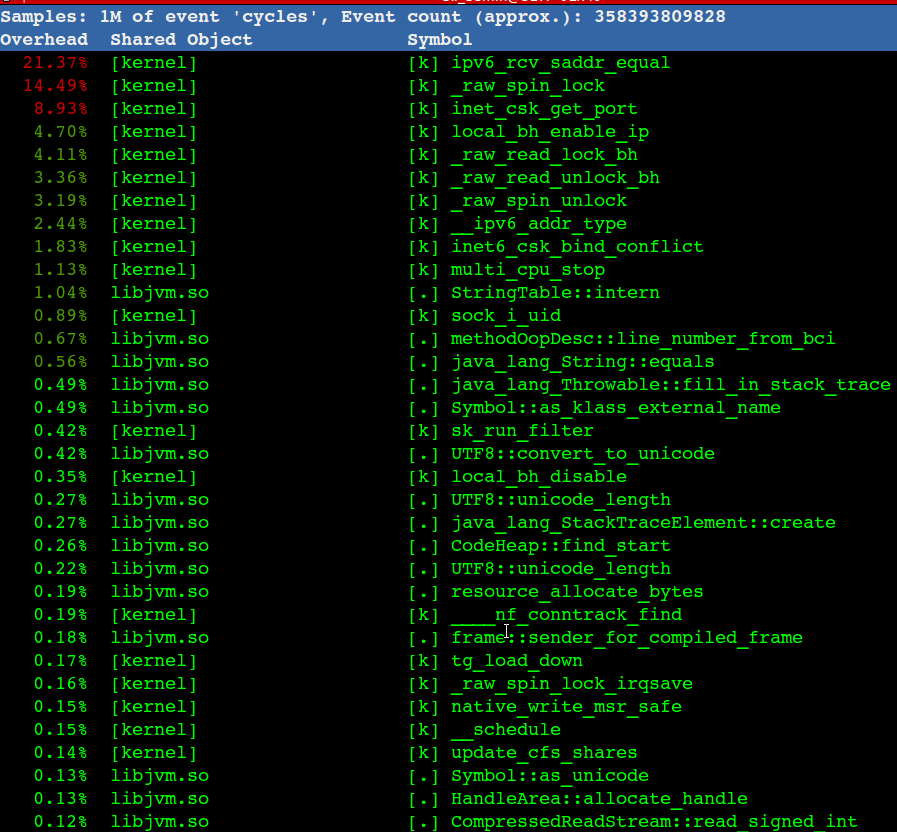 Samples: 1M of event 'cycles', Event count (approx.): 358393809828
Overhead  Shared Object  Symbol
21.37%  [kernel]  [k] ipv6_rcv_saddr_equal
14.49%  [kernel]  [k] _raw_spin_lock
8.93%  [kernel]  [k] inet_csk_get_port
4.70%  [kernel]  [k] local_bh_enable_ip
4.11%  [kernel]  [k] _raw_read_lock_bh
3.36%  [kernel]  [k] _raw_read_unlock_bh
3.19%  [kernel]  [k] _raw_spin_unlock
2.44%  [kernel]  [k] __ipv6_addr_type
1.83%  [kernel]  [k] inet6_csk_bind_conflict
1.13%  [kernel]  [k] multi_cpu_stop
1.04%  libjvm.so  [.] StringTable::intern
0.89%  [kernel]  [k] sock_i_uid
0.67%  libjvm.so  [.] methodOopDesc::line_number_from_bci
0.56%  libjvm.so  [.] java_lang_String::equals
0.49%  libjvm.so  [.] java_lang_Throwable::fill_in_stack_trace
0.49%  libjvm.so  [.] Symbol::as_klass_external_name
0.42%  [kernel]  [k] sk_run_filter
0.42%  libjvm.so  [.] UTF8::convert_to_unicode
0.35%  [kernel]  [k] local_bh_disable
0.27%  libjvm.so  [.] UTF8::unicode_length
0.27%  libjvm.so  [.] java_lang_StackTraceElement::create
0.26%  libjvm.so  [.] CodeHeap::find_start
0.22%  libjvm.so  [.] UTF8::unicode_length
0.19%  libjvm.so  [.] resource_allocate_bytes
0.19%  [kernel]  [k] ____nf_conntrack_find
0.18%  libjvm.so  [.] frame::sender_for_compiled_frame
0.17%  [kernel]  [k] tg_load_down
0.16%  [kernel]  [k] _raw_spin_lock_irqsave
0.15%  [kernel]  [k] native_write_msr_safe
0.15%  [kernel]  [k] __schedule
0.14%  [kernel]  [k] update_cfs_shares
0.13%  libjvm.so  [.] Symbol::as_unicode
0.13%  libjvm.so  [.] HandleArea::allocate_handle
0.12%  libjvm.so  [.] CompressedReadStream::read_signed_int